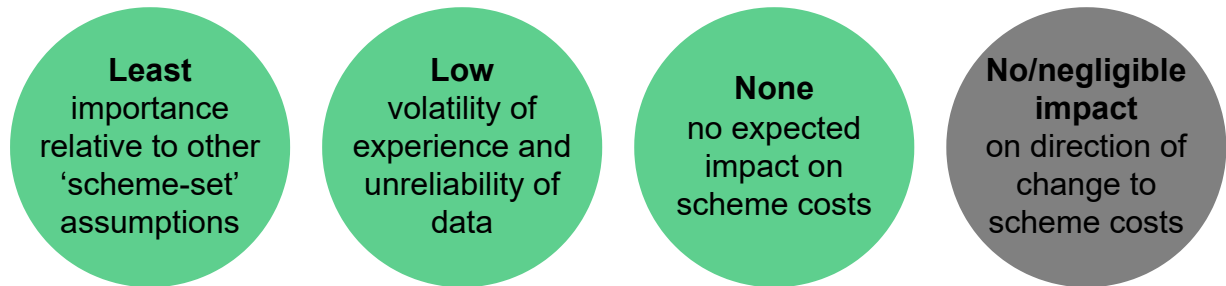 Least
importance
relative to other
‘scheme-set’
assumptions
Low
volatility of
experience and
unreliability of
data
None
no expected
impact on
scheme costs
No/negligible
impact
on direction of
change to
scheme costs